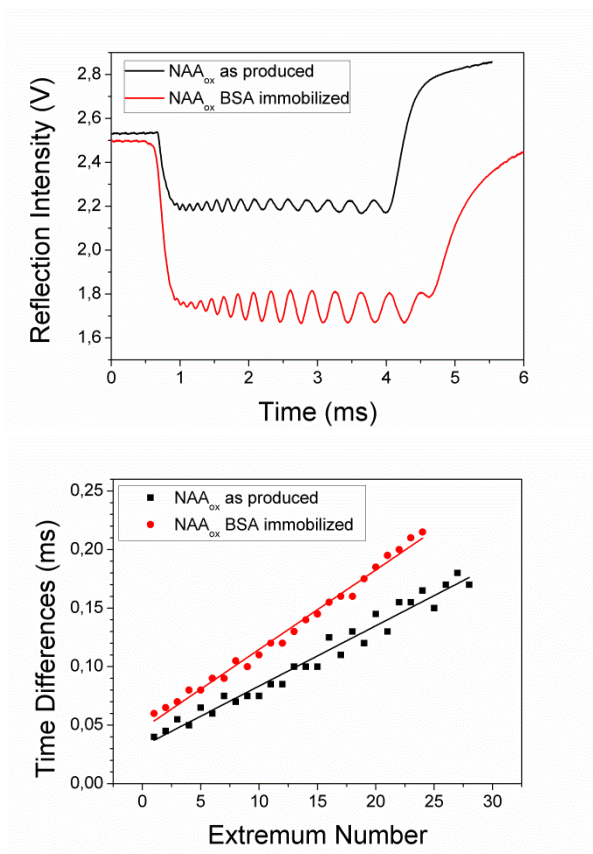 Reflection Intensity (V)
2,8
2,6
2,4
2,2
2,0
1,8
1,6
NAAox as produced
NAAox BSA immobilized
0 1 2 3 4 5 6
Time (ms)
Time Differences (ms)
0,25
0,20
0,15
0,10
0,05
0,00
NAAox as produced
NAAox BSA immobilized
0 5 10 15 20 25 30
Extremum Number